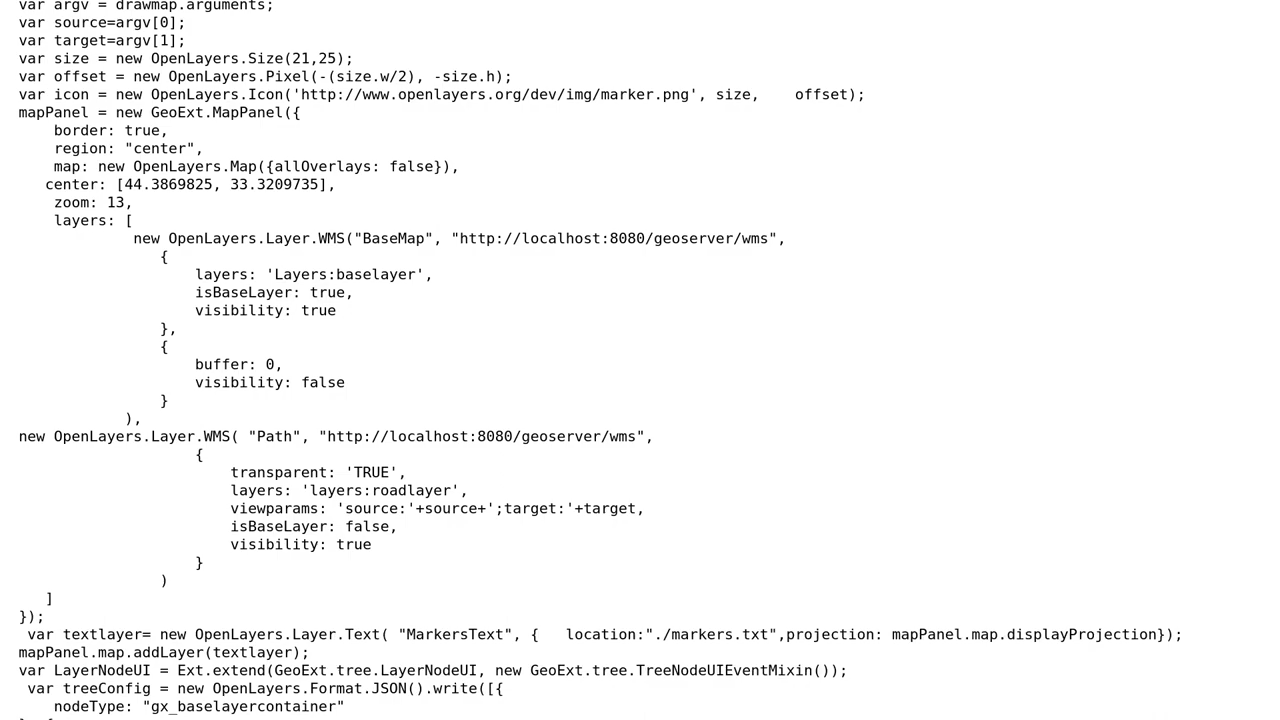 var argv = drawmap.arguments;
var source=argv[0];
var target=argv[1];
var size = new OpenLayers.Size(21,25);
var offset = new OpenLayers.Pixel(-(size.w/2), -size.h);
var icon = new OpenLayers.Icon('http://www.openlayers.org/dev/img/marker.png', size,    offset);
mapPanel = new GeoExt.MapPanel({
    border: true,
    region: "center",
    map: new OpenLayers.Map({allOverlays: false}),
   center: [44.3869825, 33.3209735],
    zoom: 13,
    layers: [
             new OpenLayers.Layer.WMS("BaseMap", "http://localhost:8080/geoserver/wms",
                {
                    layers: 'Layers:baselayer',
                    isBaseLayer: true,
                    visibility: true
                },
                {
                    buffer: 0,
                    visibility: false
                }
            ),
new OpenLayers.Layer.WMS( "Path", "http://localhost:8080/geoserver/wms",
                    {
                        transparent: 'TRUE',
                        layers: 'layers:roadlayer',
                        viewparams: 'source:'+source+';target:'+target,
                        isBaseLayer: false,
                        visibility: true
                    }
                )
   ]
});
 var textlayer= new OpenLayers.Layer.Text( "MarkersText", {   location:"./markers.txt",projection: mapPanel.map.displayProjection});
mapPanel.map.addLayer(textlayer);
var LayerNodeUI = Ext.extend(GeoExt.tree.LayerNodeUI, new GeoExt.tree.TreeNodeUIEventMixin());
 var treeConfig = new OpenLayers.Format.JSON().write([{
    nodeType: "gx_baselayercontainer"